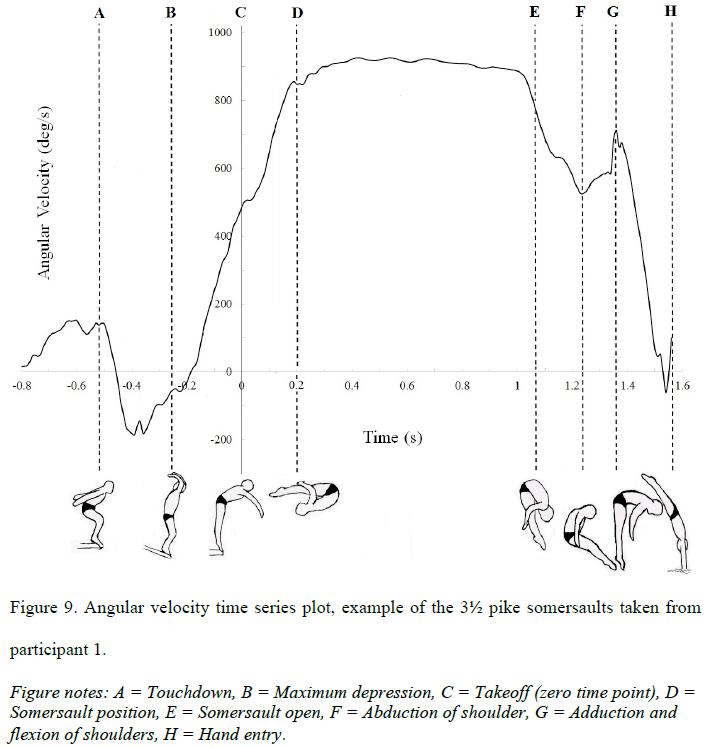 A B C D E F G H
1000
800
600
400
200
0
-200
Angular Velocity (deg/s)
-0.8 -0.6 -0.4 -0.2 0 0.2 0.4 0.6 0.8 1 1.2 1.4 1.6
Time (s)
Figure 9. Angular velocity time series plot, example of the 3½ pike somersaults taken from
participant 1.
Figure notes: A = Touchdown, B = Maximum depression, C = Takeoff (zero time point), D =
Somersault position, E = Somersault open, F = Abduction of shoulder, G = Adduction and
flexion of shoulders, H = Hand entry.